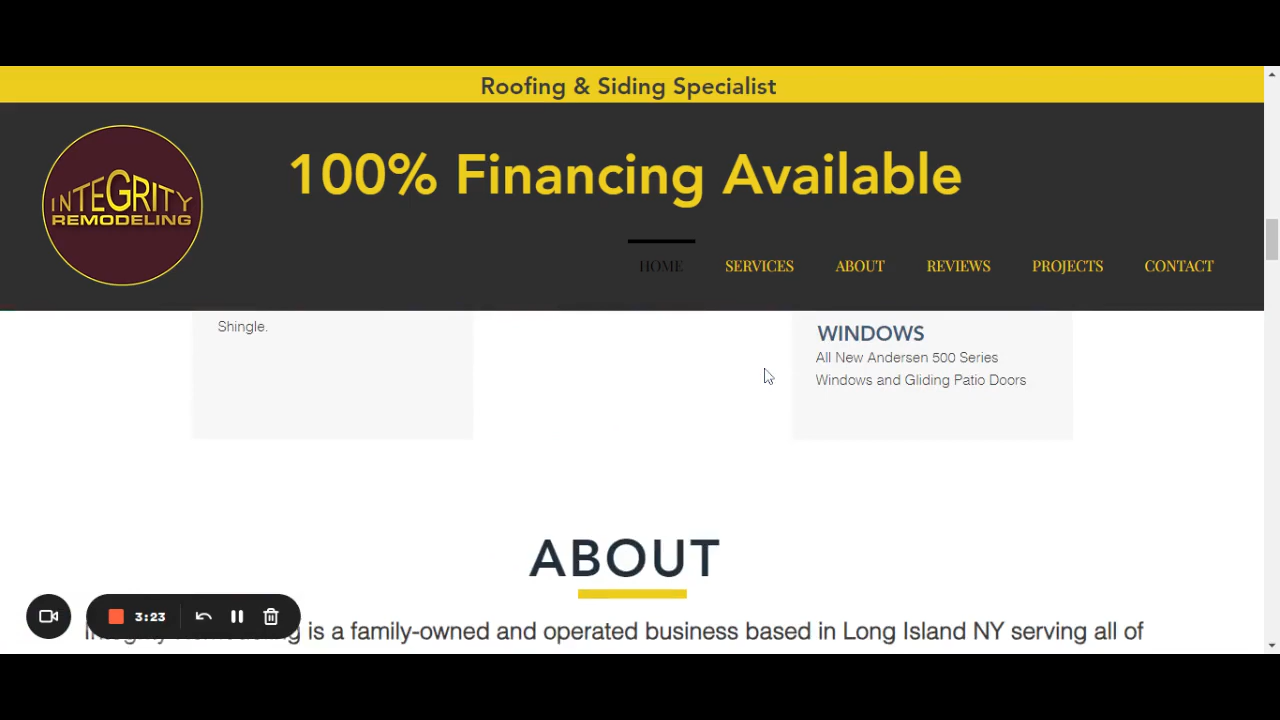 Roofing & Siding Specialist
INTEGRITY
REMODELING
100% Financing Available
HOME
SERVICES
ABOUT
REVIEWS
PROJECTS
CONTACT
Shingle.
WINDOWS
All New Andersen 500 Series
Windows and Gliding Patio Doors
ABOUT
3:23
is a family-owned and operated business based in Long Island NY serving all of